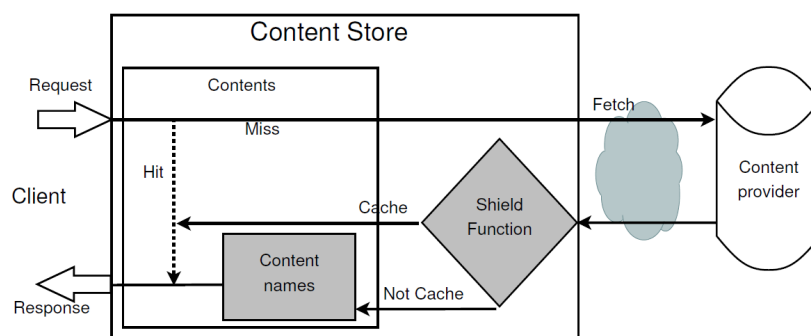 Content Store
Request
Contents
Fetch
Miss
Hit
Content
provider
Client
Cache
Shield
Function
Content
names
Not Cache
Response